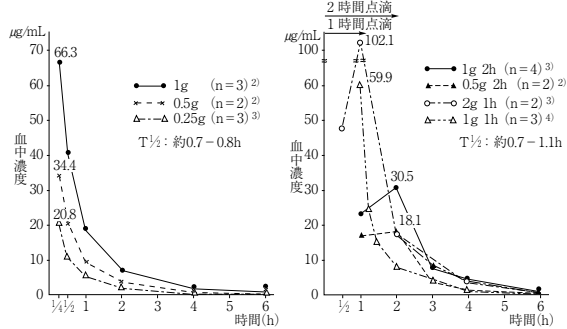 μg/mL
70
60
50
40
30
20
10
0
血中濃度
66.3
34.4
20.8
1g (n=3) 2)
0.5g (n=2) 2)
0.25g (n=3) 3)
T½：約0.7-0.8h
¼ ½ 1 2 3 4 5 6
時間(h)
2時間点滴
1時間点滴
μg/mL
100
60
50
40
30
20
10
0
血中濃度
102.1
59.9
30.5
18.1
1g 2h (n=4) 3)
0.5g 2h (n=2) 2)
2g 1h (n=2) 3)
1g 1h (n=3) 4)
T½：約0.7-1.1h
½ 1 2 3 4 5 6
時間(h)